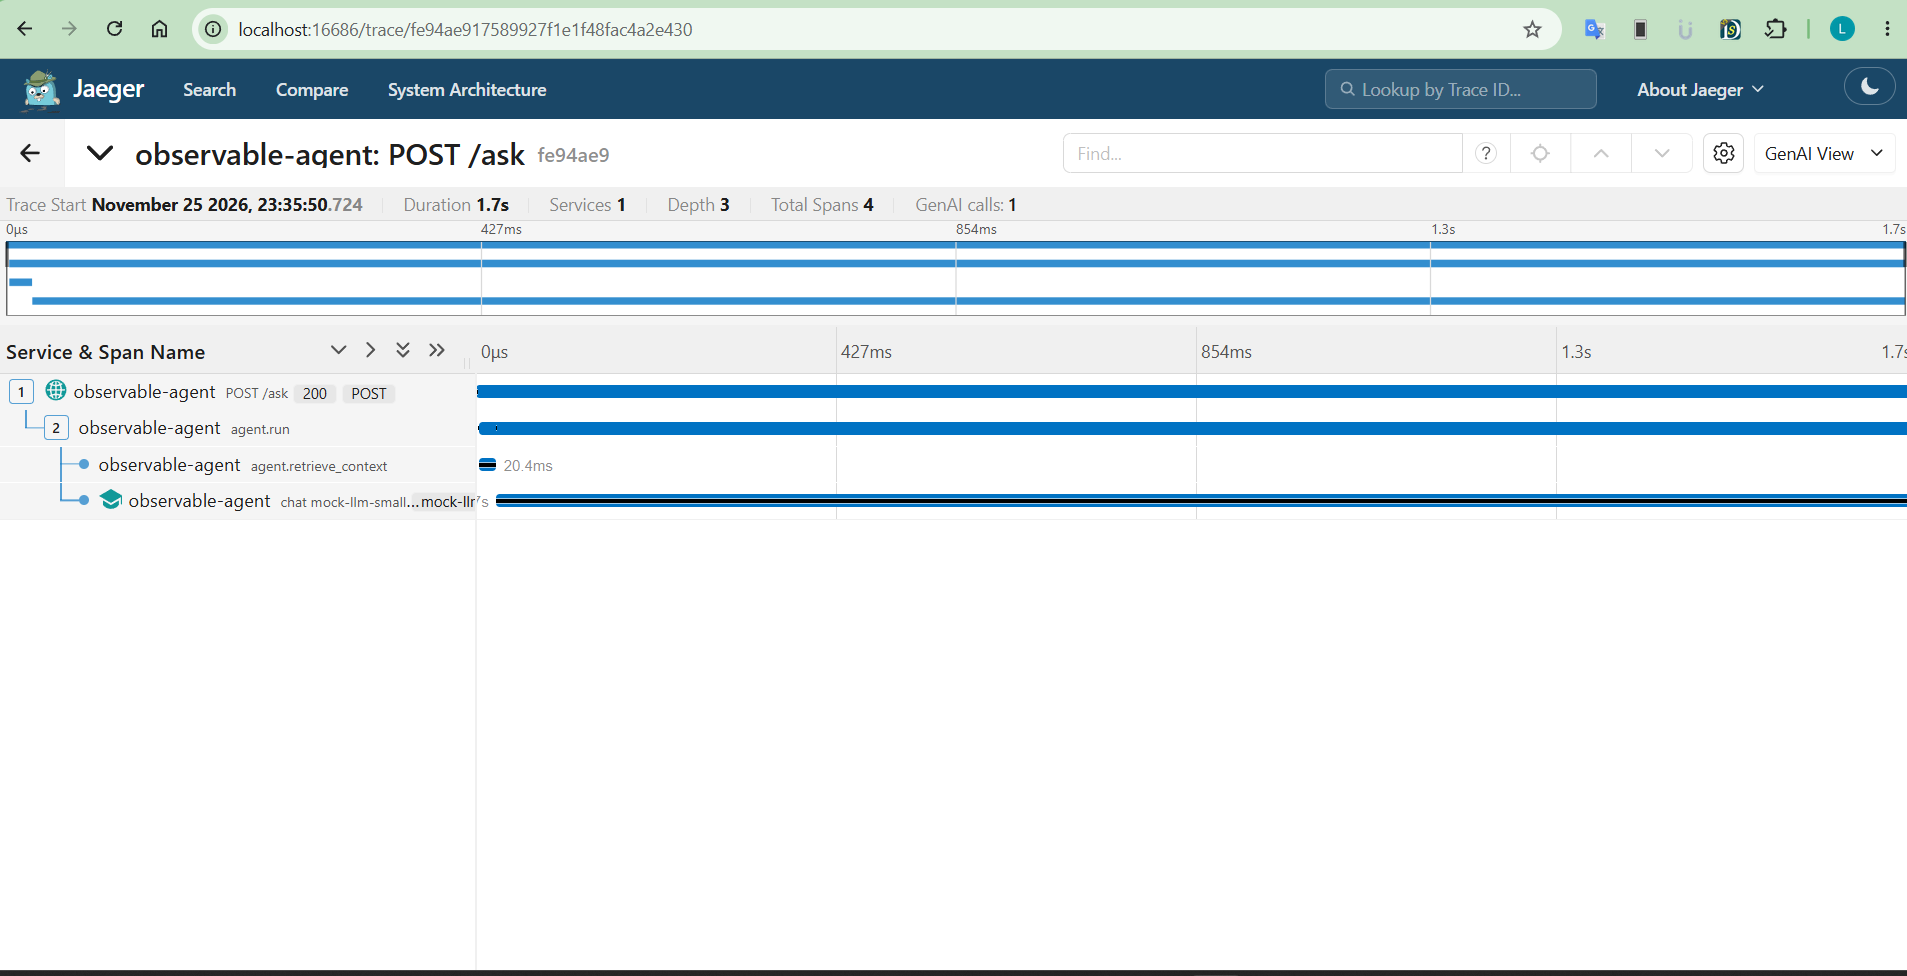 localhost:16686/trace/fe94ae917589927f1e1f48fac4a2e430
L
Jaeger Search Compare System Architecture Lookup by Trace ID... About Jaeger
observable-agent: POST /ask fe94ae9 Find... ? GenAI View
Trace Start November 25 2026, 23:35:50.724 Duration 1.7s Services 1 Depth 3 Total Spans 4 GenAI calls: 1
0μs 427ms 854ms 1.3s 1.7s
Service & Span Name 0μs 427ms 854ms 1.3s 1.7s
1 observable-agent POST /ask 200 POST
2 observable-agent agent.run
observable-agent agent.retrieve_context 20.4ms
observable-agent chat mock-llm-small... mock-llm 7s